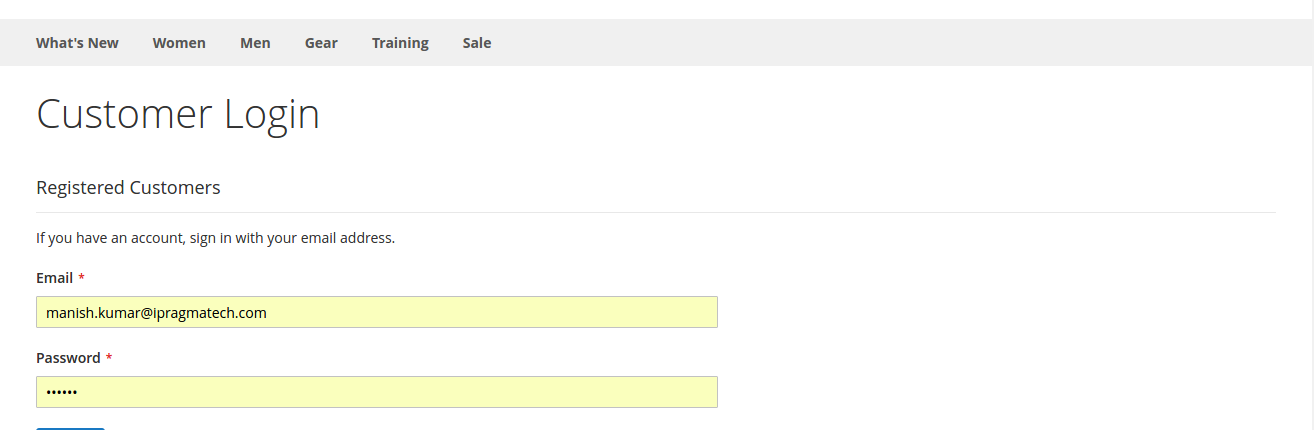 What's New Women Men Gear Training Sale
Customer Login
Registered Customers
If you have an account, sign in with your email address.
Email *
manish.kumar@ipragmatech.com
Password *
••••••